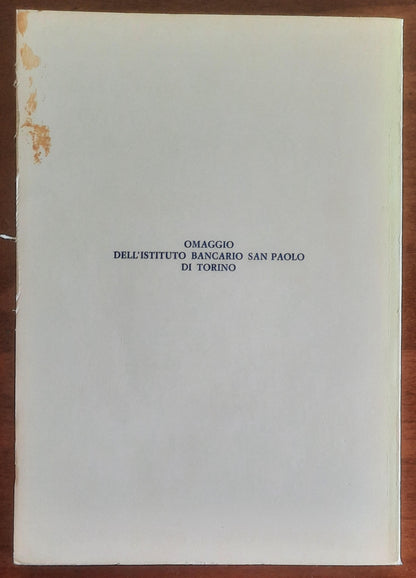 OMAGGIO
DELL'ISTITUTO BANCARIO SAN PAOLO
DI TORINO